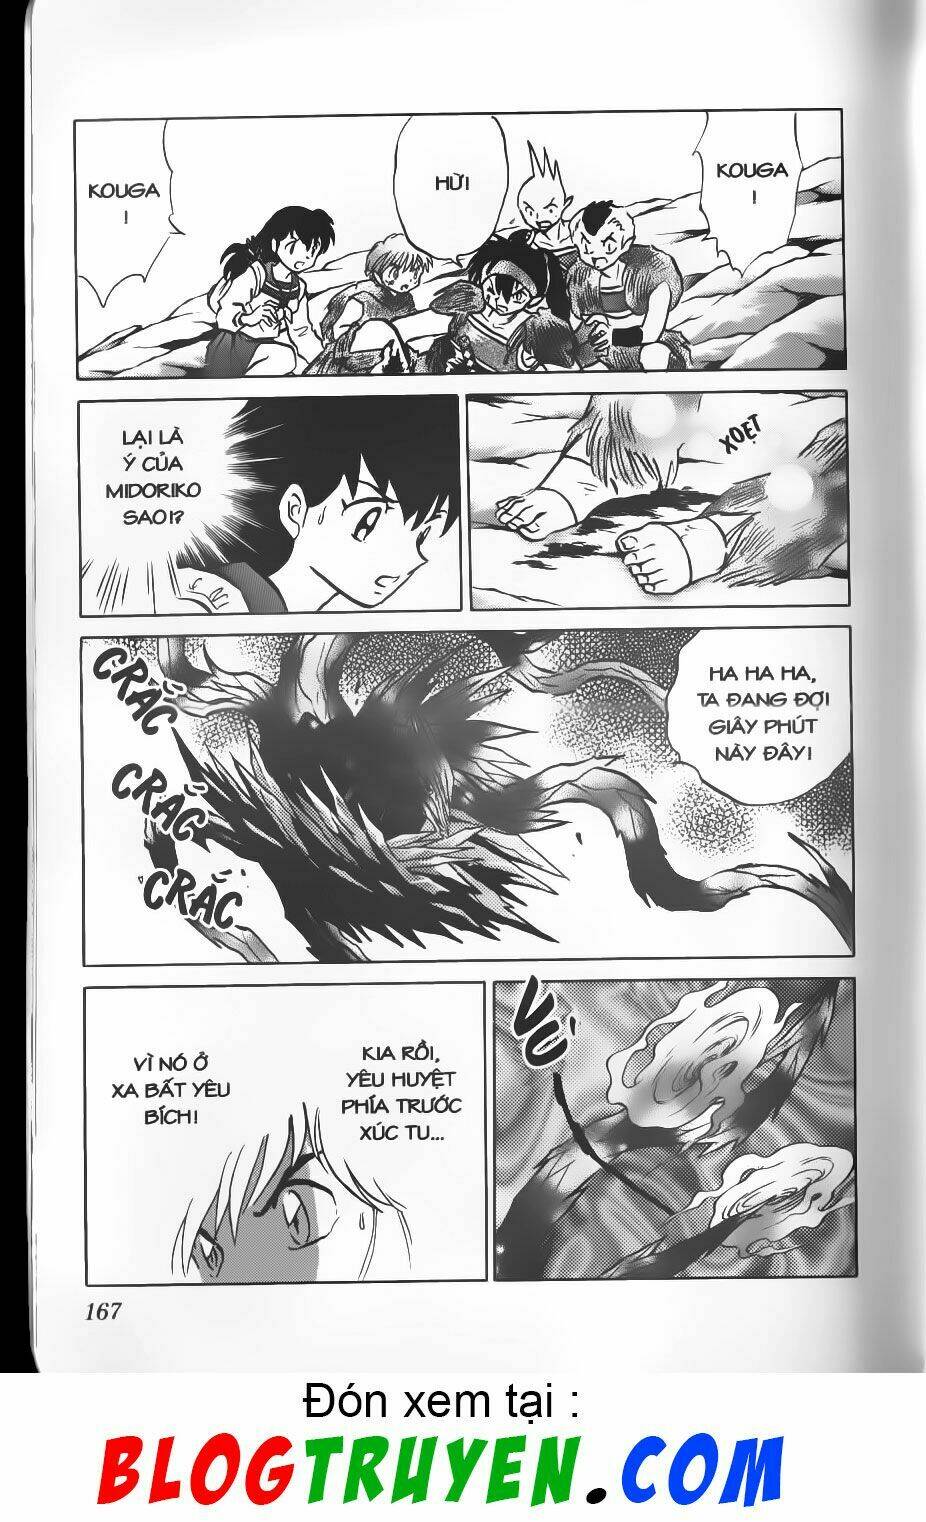 KOUGA
!
HỪ!
KOUGA
!
XOẸT
LẠI LÀ
Ý CỦA
MIDORIKO
SAO!?
HA HA HA,
TA ĐANG ĐỢI
GIÂY PHÚT
NÀY ĐÂY!
CRẮC
CRẮC
CRẮC
VÙ
KIA RỒI,
YÊU HUYỆT
PHÍA TRƯỚC
XÚC TU...
VÌ NÓ Ở
XA BẤT YÊU
BÍCH!
167
Đón xem tại :
BLOGTRUYEN.COM